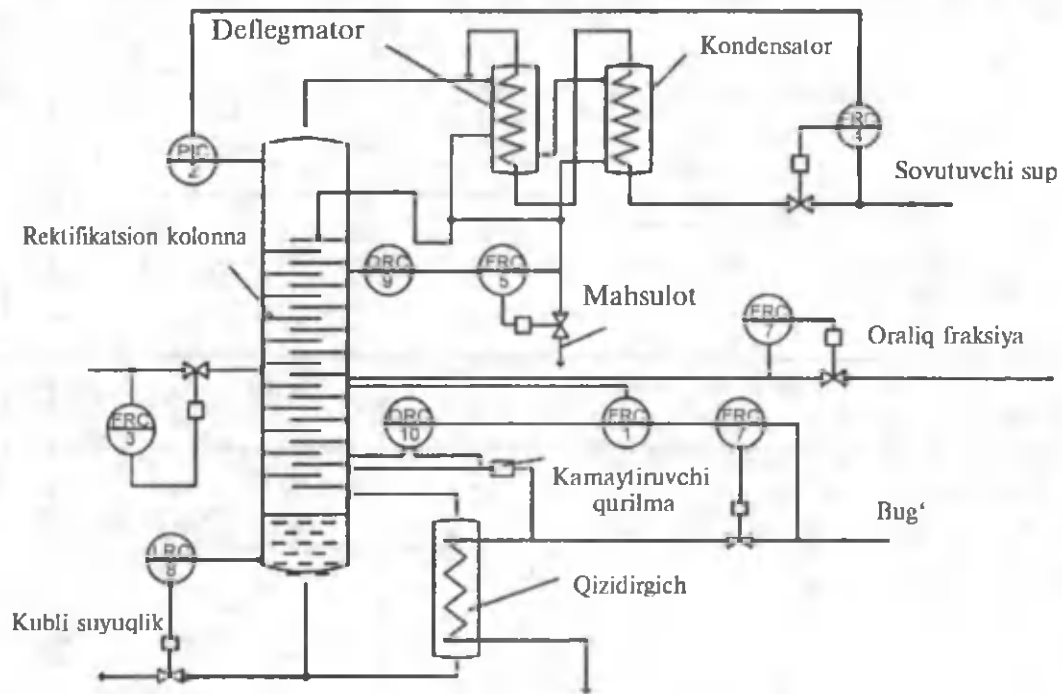 Deflegmator
Kondensator
PIC
2
FRC
4
Sovutuvchi sup
Rektifikatsion kolonna
QRC
9
FRC
5
Mahsulot
FRC
7
Oraliq fraksiya
FRC
3
QRC
10
FRC
1
FRC
7
Kamaytiruvchi
qurilma
Bug‘
LRC
8
Qizidirgich
Kubli suyuqlik